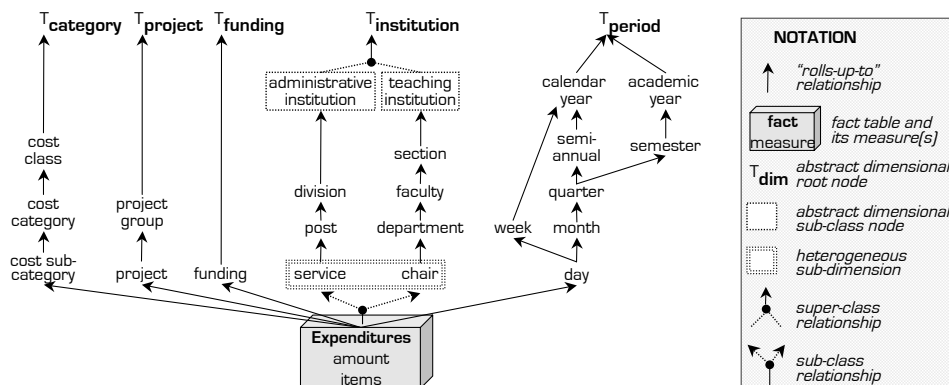 Tcategory Tproject Tfunding Tinstitution Tperiod
administrative institution
teaching institution
calendar year
academic year
cost class
section
semi-annual
semester
division
faculty
quarter
cost category
project group
post
department
week
month
cost sub-category
project
funding
service
chair
day
Expenditures
amount
items
NOTATION
"rolls-up-to" relationship
fact
measure
fact table and its measure[s]
Tdim
abstract dimensional root node
abstract dimensional sub-class node
heterogeneous sub-dimension
super-class relationship
sub-class relationship